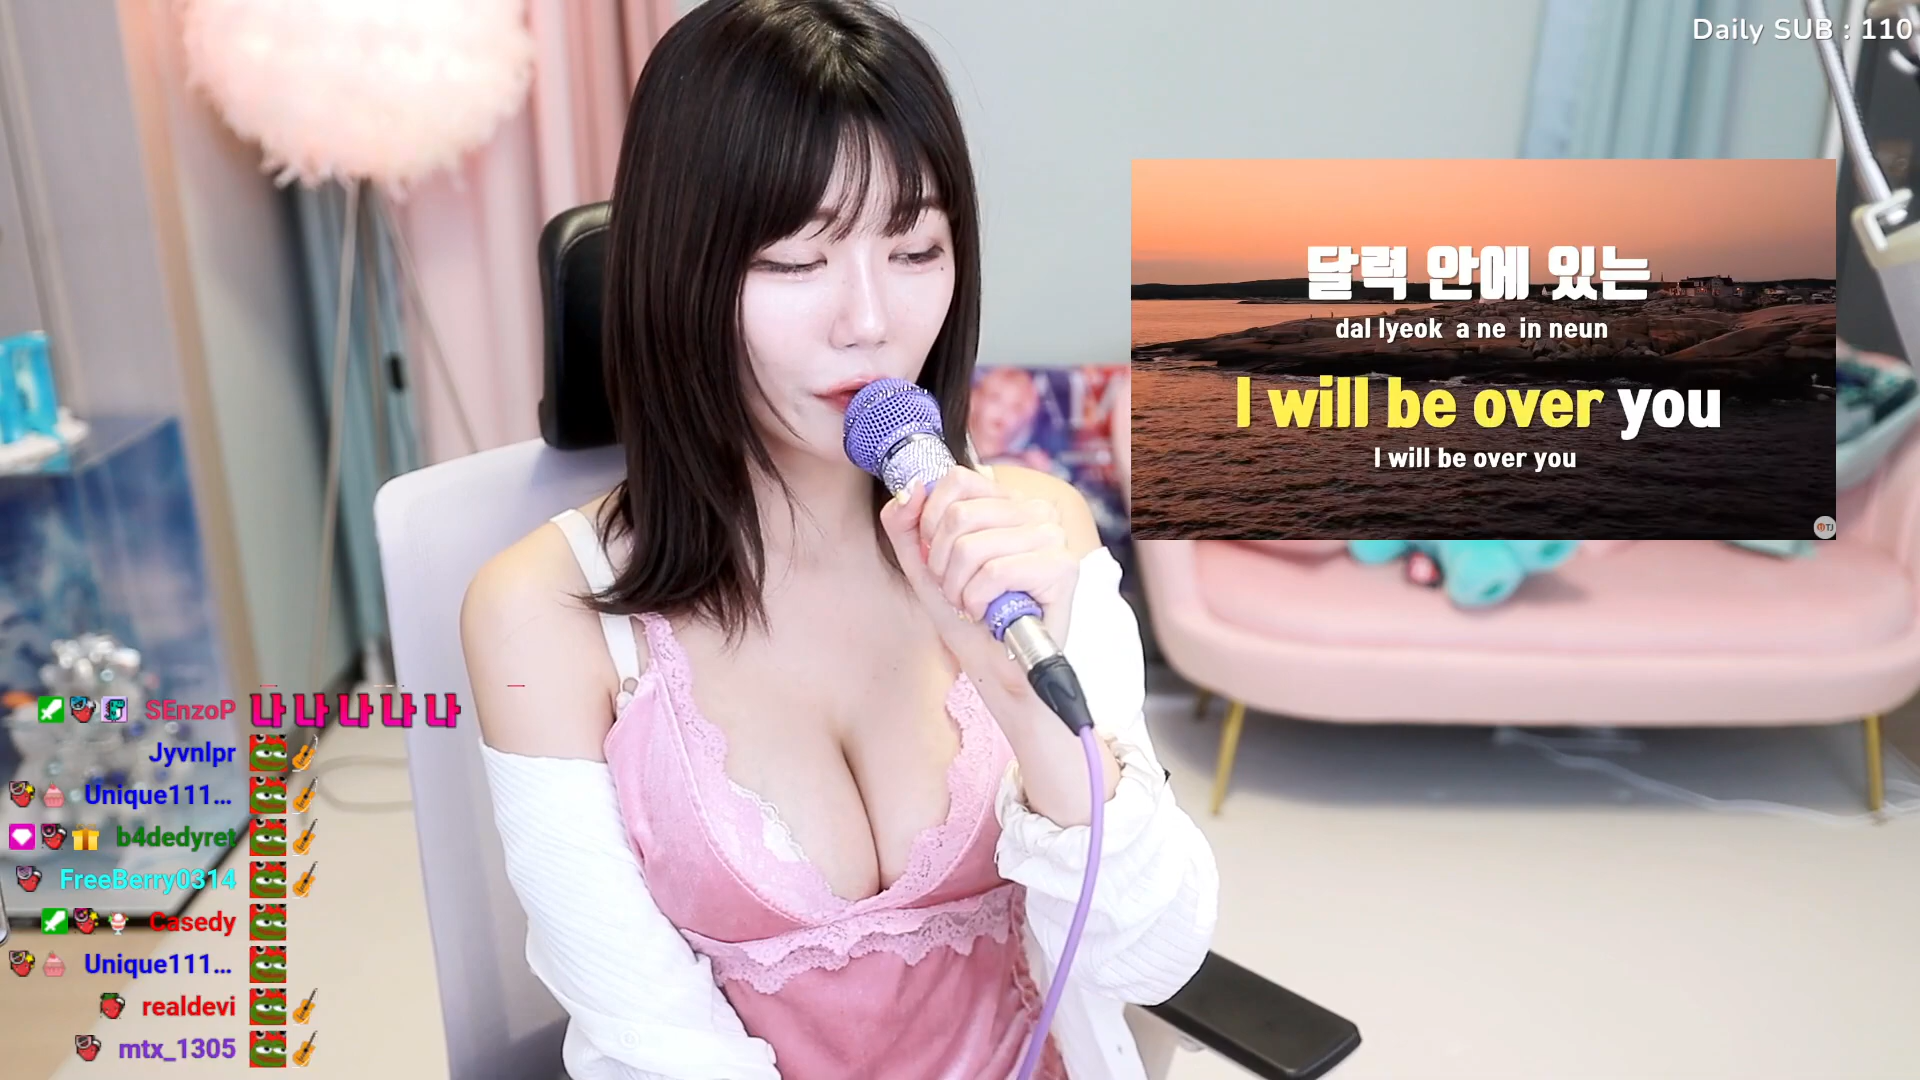 Daily SUB : 110
달력 안에 있는
dal lyeok a ne in neun
I will be over you
I will be over you
TJ
SEnzoP 나나나나나
Jyvnlpr
Unique111...
b4dedyret
FreeBerry0314
Casedy
Unique111...
realdevi
mtx_1305